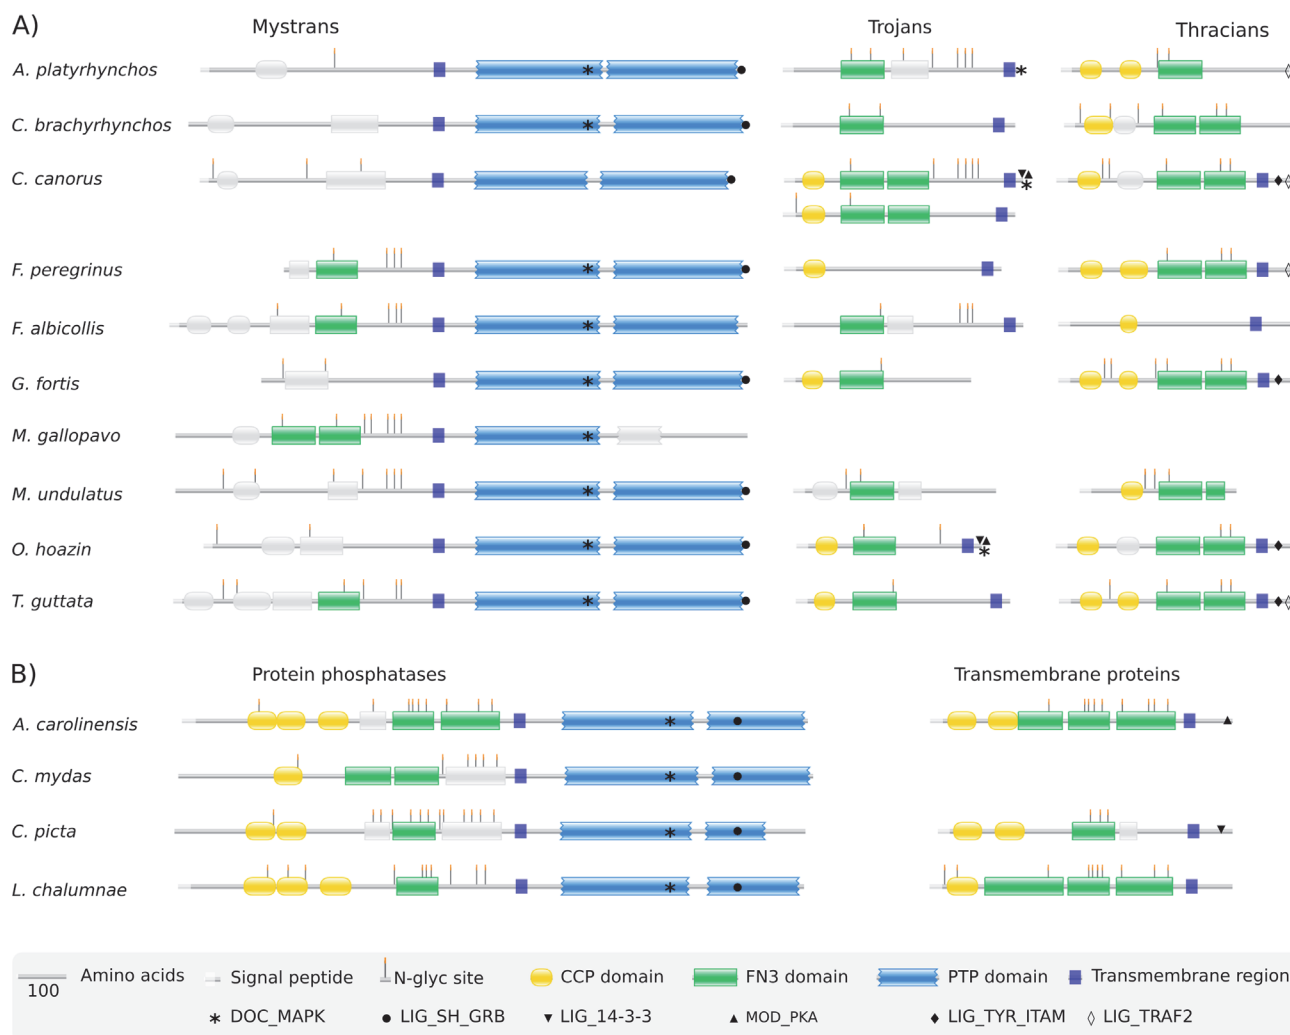 A)
Mystrans Trojans Thracians
A. platyrhynchos
C. brachyrhynchos
C. canorus
F. peregrinus
F. albicollis
G. fortis
M. gallopavo
M. undulatus
O. hoazin
T. guttata
B)
Protein phosphatases Transmembrane proteins
A. carolinensis
C. mydas
C. picta
L. chalumnae
Amino acids Signal peptide N-glyc site CCP domain FN3 domain PTP domain Transmembrane region
100
DOC_MAPK LIG_SH_GRB LIG_14-3-3 MOD_PKA LIG_TYR_ITAM LIG_TRAF2